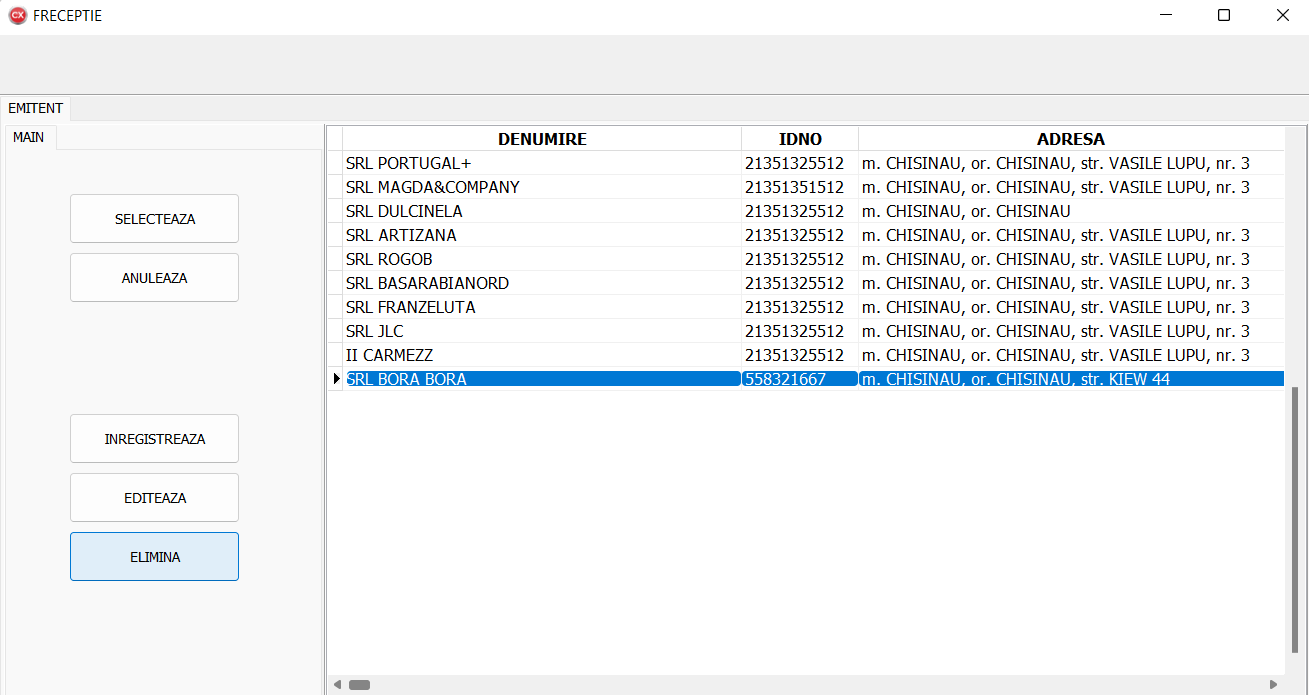 CX FRECEPTIE
EMITENT
MAIN
SELECTEAZA
ANULEAZA
INREGISTREAZA
EDITEAZA
ELIMINA
DENUMIRE IDNO ADRESA
SRL PORTUGAL+ 21351325512 m. CHISINAU, or. CHISINAU, str. VASILE LUPU, nr. 3
SRL MAGDA&COMPANY 21351351512 m. CHISINAU, or. CHISINAU, str. VASILE LUPU, nr. 3
SRL DULCINELA 21351325512 m. CHISINAU, or. CHISINAU
SRL ARTIZANA 21351325512 m. CHISINAU, or. CHISINAU, str. VASILE LUPU, nr. 3
SRL ROGOB 21351325512 m. CHISINAU, or. CHISINAU, str. VASILE LUPU, nr. 3
SRL BASARABIANORD 21351325512 m. CHISINAU, or. CHISINAU, str. VASILE LUPU, nr. 3
SRL FRANZELUTA 21351325512 m. CHISINAU, or. CHISINAU, str. VASILE LUPU, nr. 3
SRL JLC 21351325512 m. CHISINAU, or. CHISINAU, str. VASILE LUPU, nr. 3
II CARMEZZ 21351325512 m. CHISINAU, or. CHISINAU, str. VASILE LUPU, nr. 3
SRL BORA BORA 558321667 m. CHISINAU, or. CHISINAU, str. KIEW 44